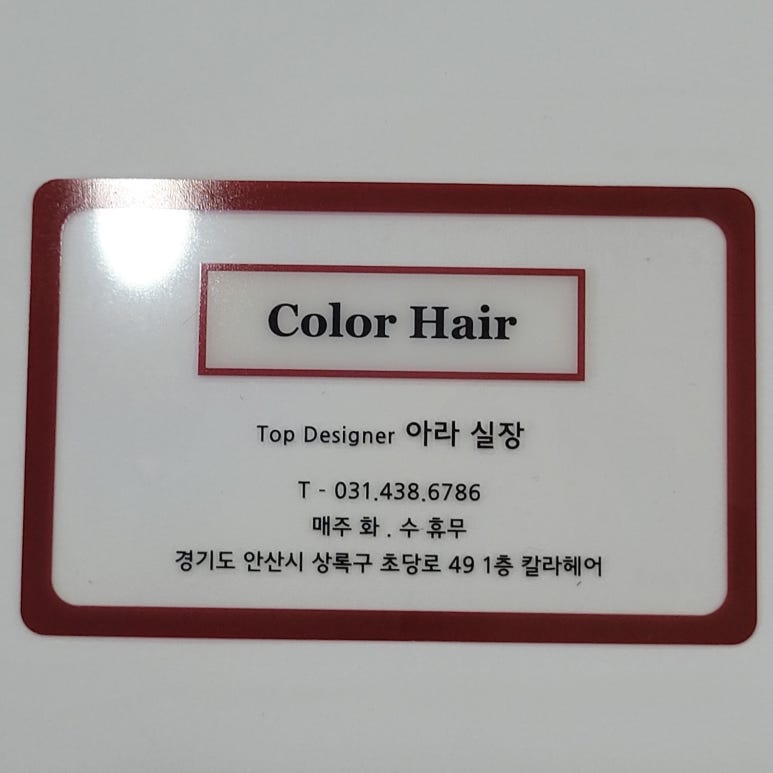 Color Hair
Top Designer 아라 실장
T - 031.438.6786
매주 화 . 수 휴무
경기도 안산시 상록구 초당로 49 1층 칼라헤어